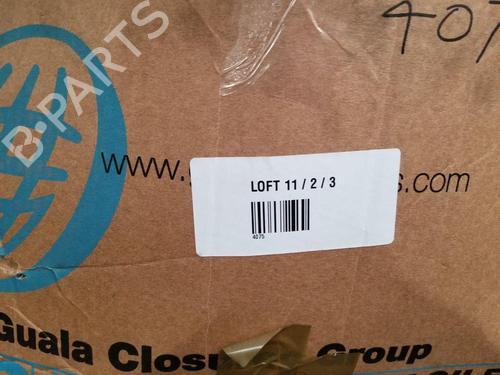 B-PARTS
407
www.
s.com
LOFT 11 / 2 / 3
4075
Guala Clos Group